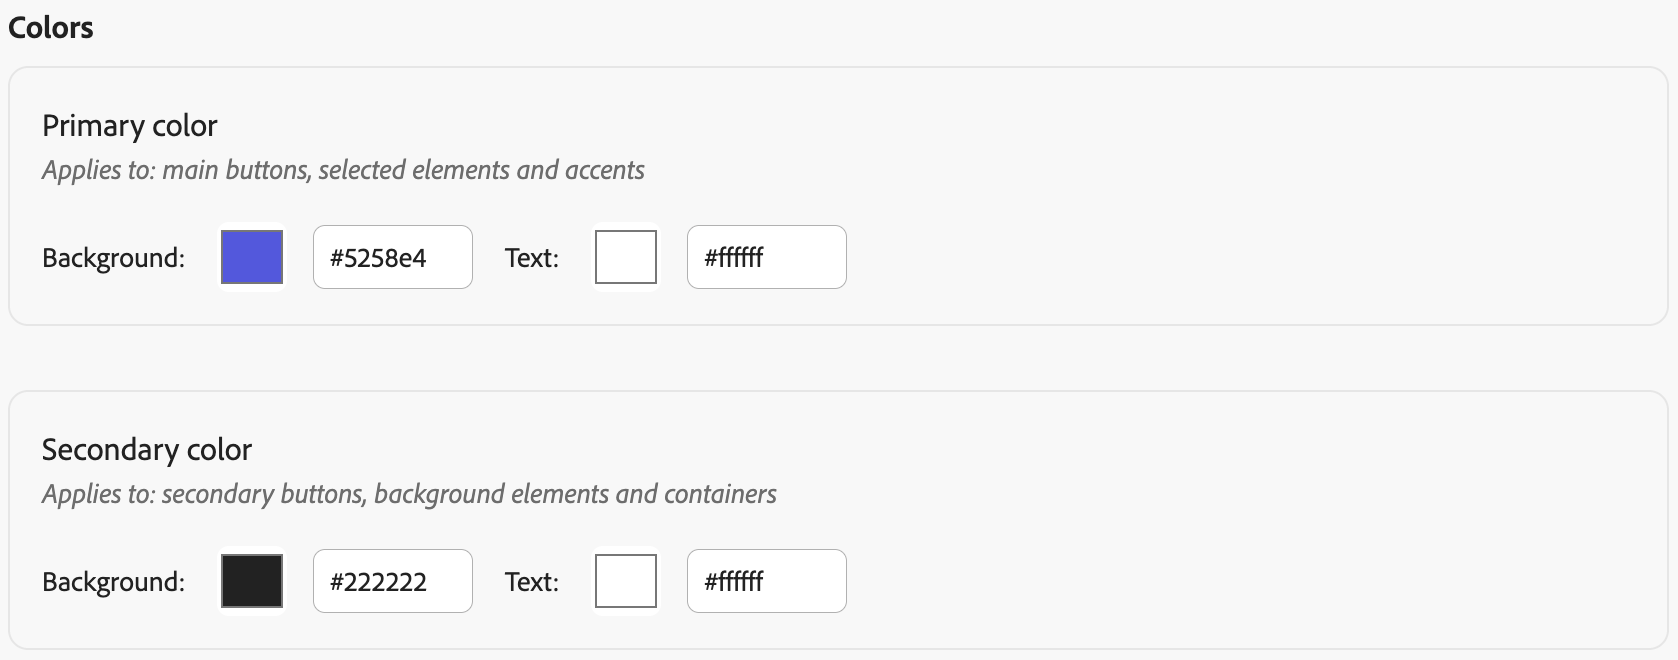 Colors
Primary color
Applies to: main buttons, selected elements and accents
Background: #5258e4 Text: #ffffff
Secondary color
Applies to: secondary buttons, background elements and containers
Background: #222222 Text: #ffffff